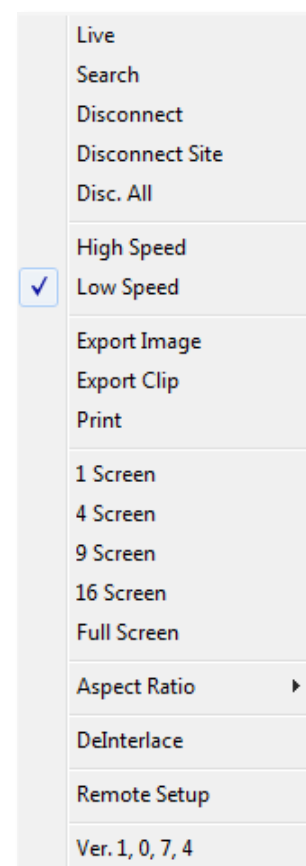 Live
Search
Disconnect
Disconnect Site
Disc. All
High Speed
Low Speed
Export Image
Export Clip
Print
1 Screen
4 Screen
9 Screen
16 Screen
Full Screen
Aspect Ratio
DeInterlace
Remote Setup
Ver. 1, 0, 7, 4